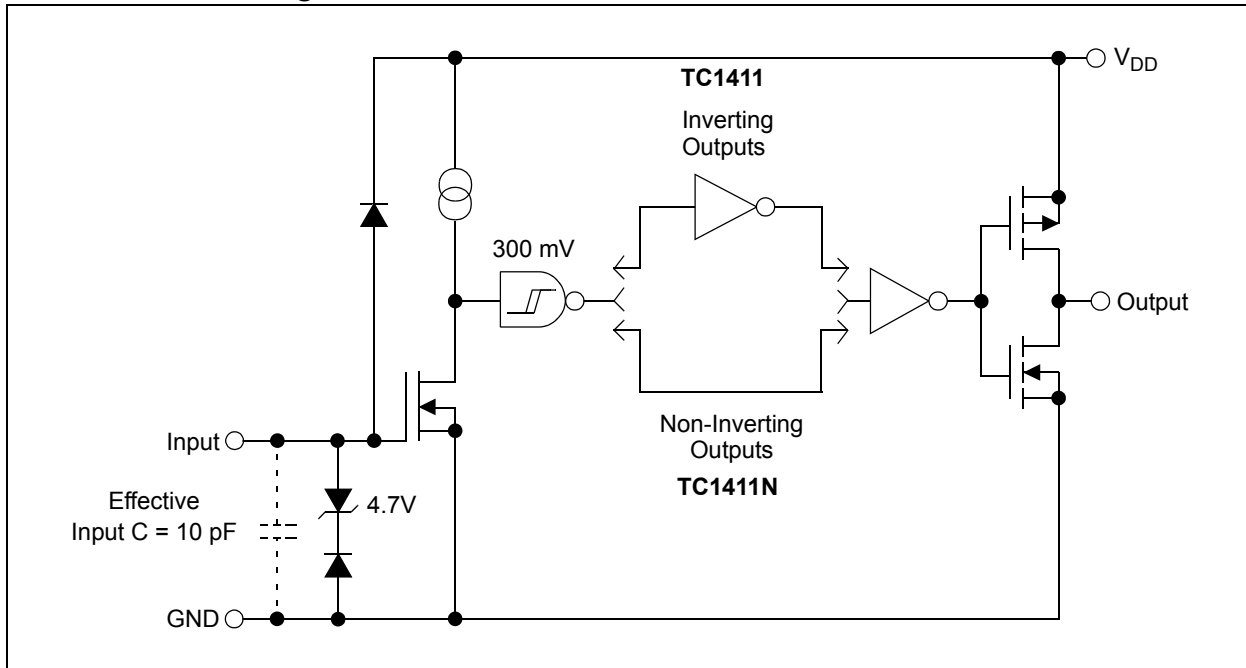 V_DD
TC1411
Inverting
Outputs
300 mV
Output
Input
Non-Inverting
Outputs
TC1411N
Effective
Input C = 10 pF
4.7V
GND